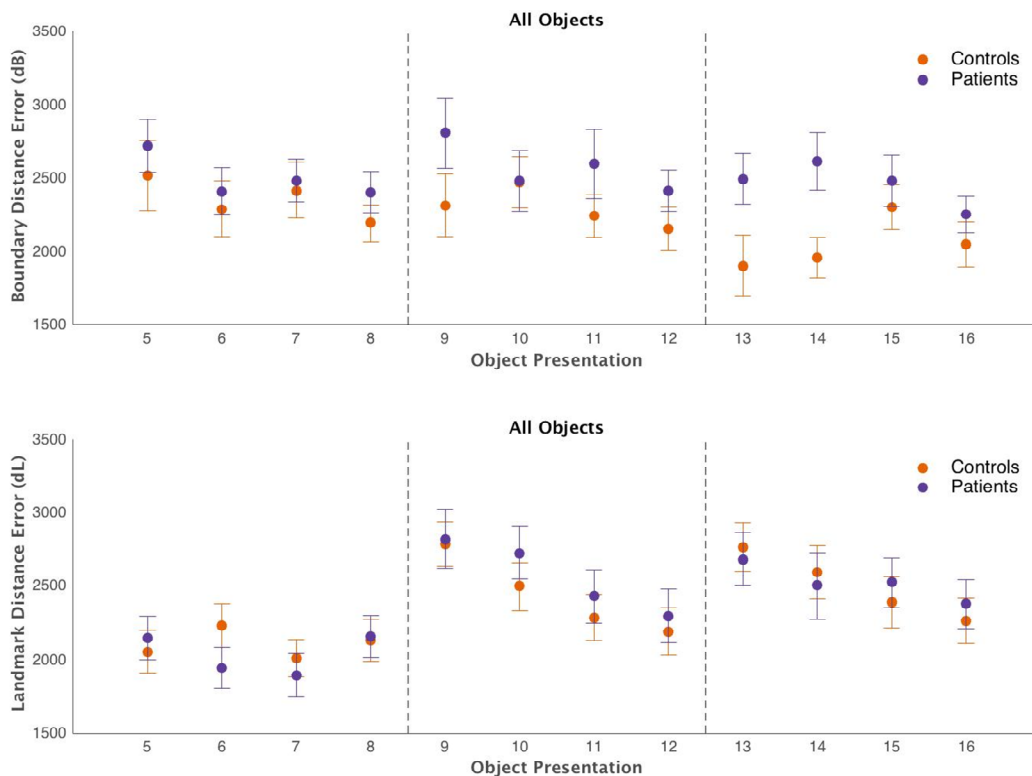 All Objects
3500
3000
2500
2000
1500
Boundary Distance Error (dB)
Controls
Patients
5 6 7 8 9 10 11 12 13 14 15 16
Object Presentation
All Objects
3500
3000
2500
2000
1500
Landmark Distance Error (dL)
Controls
Patients
5 6 7 8 9 10 11 12 13 14 15 16
Object Presentation